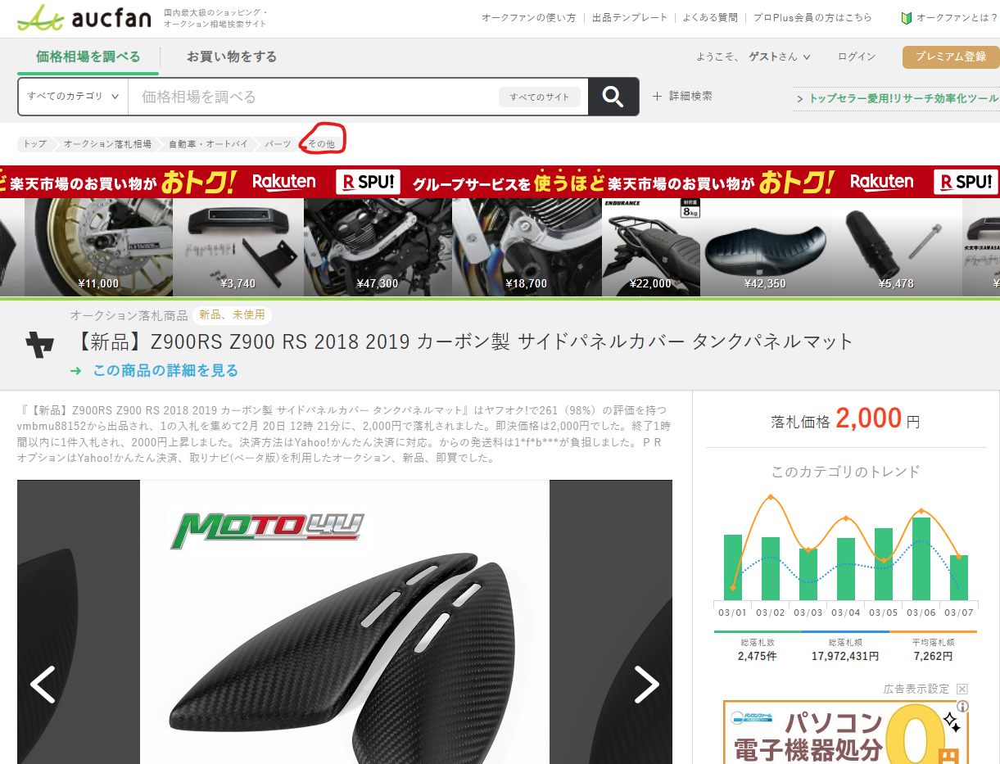 aucfan
国内最大級のショッピング・
オークション相場検索サイト
オークファンの使い方
出品テンプレート
よくある質問
プロPlus会員の方はこちら
オークファンとは？
価格相場を調べる
お買い物をする
ようこそ、 ゲストさん
ログイン
プレミアム登録
すべてのカテゴリ
価格相場を調べる
すべてのサイト
＋ 詳細検索
> トップセラー愛用!リサーチ効率化ツール
トップ
オークション落札相場
自動車・オートバイ
パーツ
その他
ど 楽天市場のお買い物が おトク! Rakuten R SPU! グループサービスを 使うほど 楽天市場のお買い物が おトク! Rakuten R SPU!
ENDURANCE
耐荷重
8kg
大文字(KAWASA
¥11,000
¥3,740
¥47,300
¥18,700
¥22,000
¥42,350
¥5,478
¥
オークション落札商品 新品、未使用
【新品】Z900RS Z900 RS 2018 2019 カーボン製 サイドパネルカバー タンクパネルマット
→ この商品の詳細を見る
『【新品】Z900RS Z900 RS 2018 2019 カーボン製 サイドパネルカバー タンクパネルマット』はヤフオク!で261（98%）の評価を持つ
vmbmu88152から出品され、1の入札を集めて2月 20日 12時 21分に、2,000円で落札されました。即決価格は2,000円でした。終了1時
間以内に1件入札され、2000円上昇しました。決済方法はYahoo!かんたん決済に対応。からの発送料は1*f*b***が負担しました。ＰＲ
オプションはYahoo!かんたん決済、取りナビ(ベータ版)を利用したオークション、新品、即買でした。
MOTO4U
落札価格 2,000 円
このカテゴリのトレンド
03/01
03/02
03/03
03/04
03/05
03/06
03/07
総落札数
2,475件
総落札額
17,972,431円
平均落札額
7,262円
広告表示設定
パソコンファーム
パソコン
電子機器処分
0円